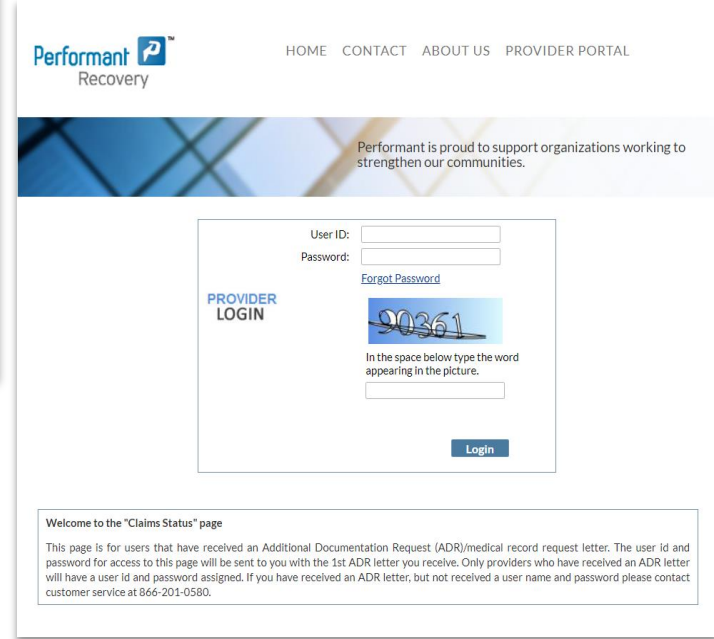 Performant P™
Recovery
HOME CONTACT ABOUT US PROVIDER PORTAL
Performant is proud to support organizations working to
strengthen our communities.
User ID:
Password:
Forgot Password
PROVIDER
LOGIN
90361
In the space below type the word
appearing in the picture.
Login
Welcome to the "Claims Status" page
This page is for users that have received an Additional Documentation Request (ADR)/medical record request letter. The user id and
password for access to this page will be sent to you with the 1st ADR letter you receive. Only providers who have received an ADR letter
will have a user id and password assigned. If you have received an ADR letter, but not received a user name and password please contact
customer service at 866-201-0580.